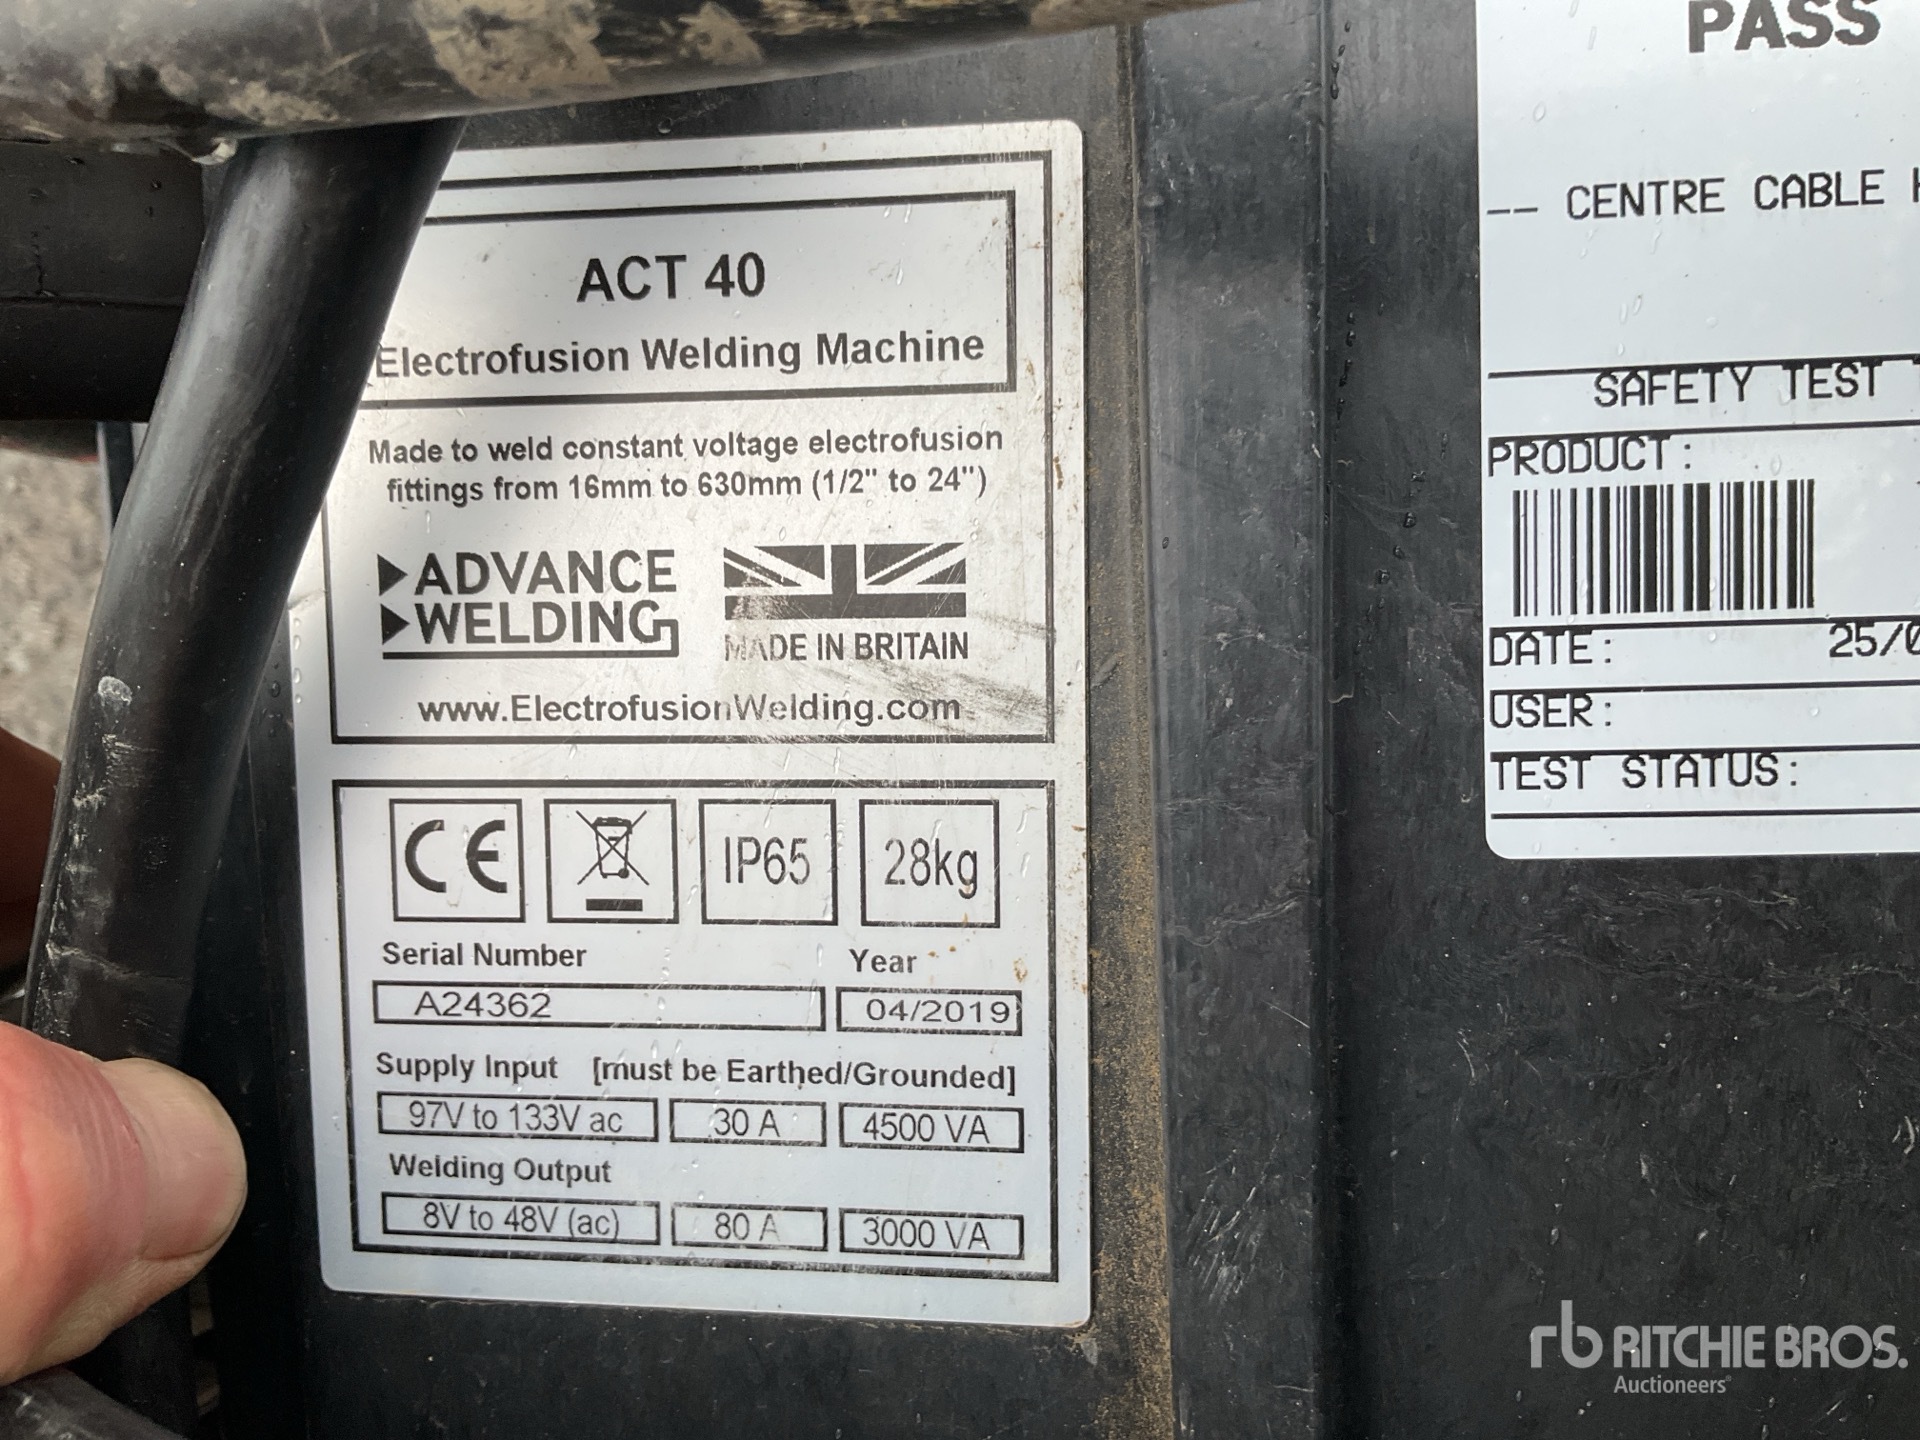 ACT 40
Electrofusion Welding Machine
Made to weld constant voltage electrofusion
fittings from 16mm to 630mm (1/2" to 24")
ADVANCE
WELDING
MADE IN BRITAIN
www.ElectrofusionWelding.com
CE
IP65
28kg
Serial Number
Year
A24362
04/2019
Supply Input [must be Earthed/Grounded]
97V to 133V ac
30 A
4500 VA
Welding Output
8V to 48V (ac)
80 A
3000 VA
PASS
-- CENTRE CABLE
SAFETY TEST
PRODUCT:
DATE: 25/0
USER:
TEST STATUS:
rb RITCHIE BROS.
Auctioneers